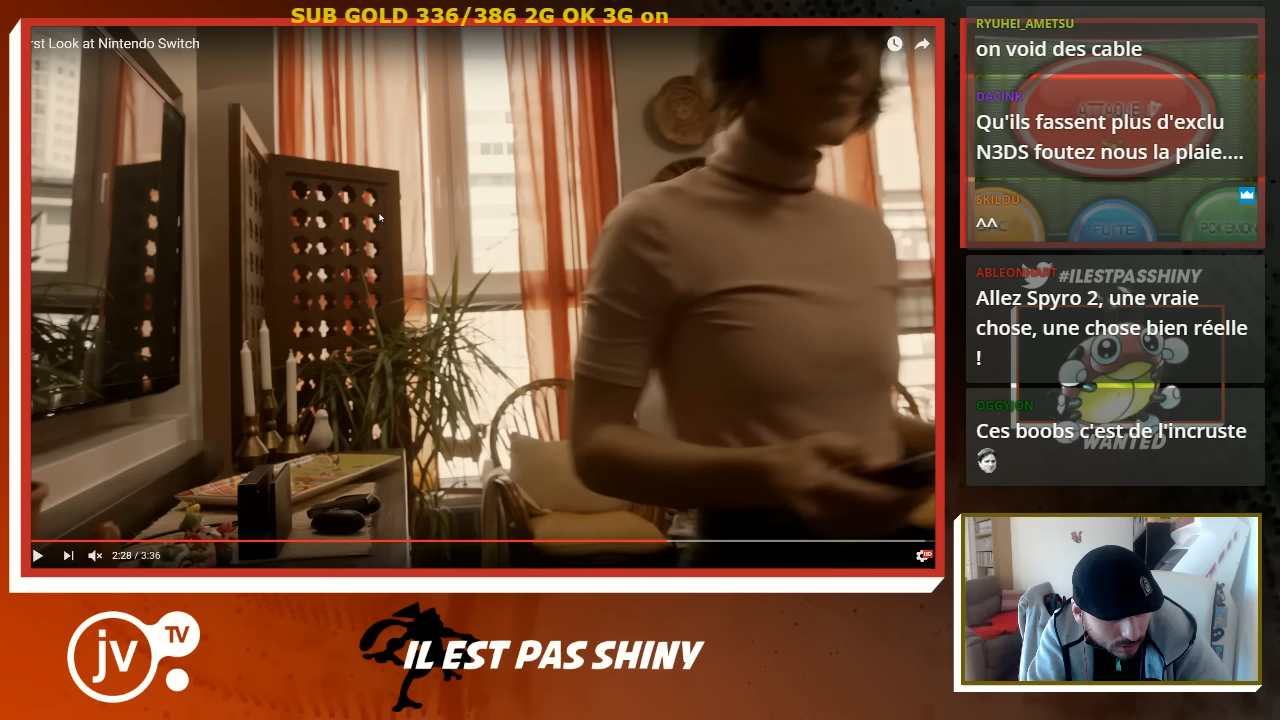 SUB GOLD 336/386 2G OK 3G on
rst Look at Nintendo Switch
2:28 / 3:36
HD
RYUHEI_AMETSU
on void des cable
DACINK
Qu'ils fassent plus d'exclu
N3DS foutez nous la plaie....
SKILOU
^^
FUITE
#ILESTPASSHINY
Allez Spyro 2, une vraie
chose, une chose bien réelle
!
Ces boobs c'est de l'incruste
WANTED
jv TV
IL EST PAS SHINY